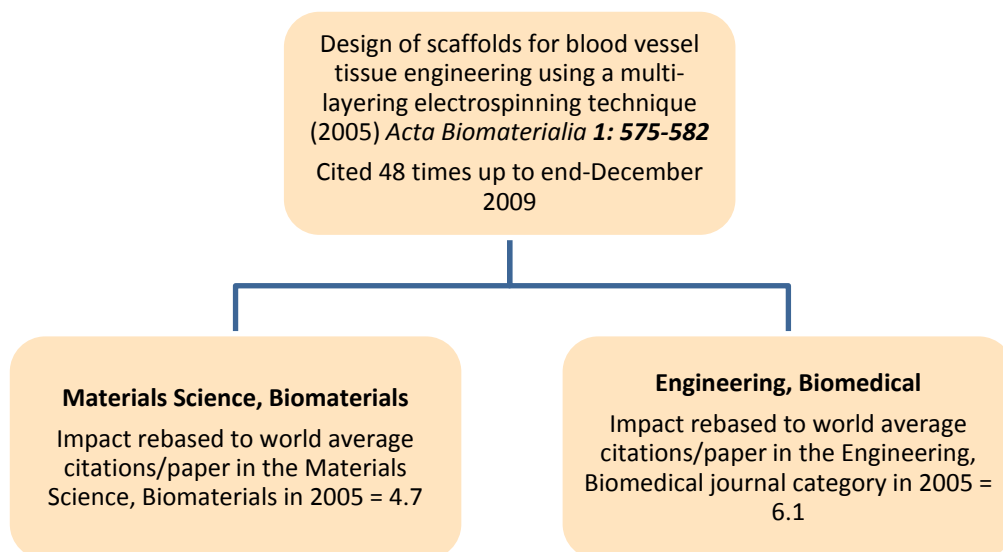 Design of scaffolds for blood vessel
tissue engineering using a multi-
layering electrospinning technique
(2005) Acta Biomaterialia 1: 575-582
Cited 48 times up to end-December
2009
Materials Science, Biomaterials
Impact rebased to world average
citations/paper in the Materials
Science, Biomaterials in 2005 = 4.7
Engineering, Biomedical
Impact rebased to world average
citations/paper in the Engineering,
Biomedical journal category in 2005 =
6.1